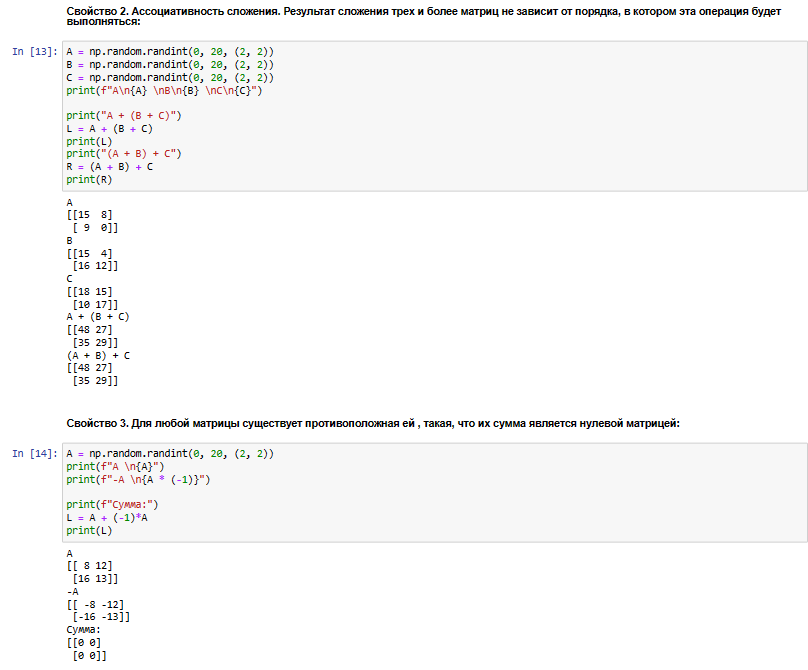 Свойство 2. Ассоциативность сложения. Результат сложения трех и более матриц не зависит от порядка, в котором эта операция будет
выполняться:
In [13]: A = np.random.randint(0, 20, (2, 2))
B = np.random.randint(0, 20, (2, 2))
C = np.random.randint(0, 20, (2, 2))
print(f"A\n{A} \nB\n{B} \nC\n{C}")
print("A + (B + C)")
L = A + (B + C)
print(L)
print("(A + B) + C")
R = (A + B) + C
print(R)
A
[[15  8]
 [ 9  0]]
B
[[15  4]
 [16 12]]
C
[[18 15]
 [10 17]]
A + (B + C)
[[48 27]
 [35 29]]
(A + B) + C
[[48 27]
 [35 29]]
Свойство 3. Для любой матрицы существует противоположная ей , такая, что их сумма является нулевой матрицей:
In [14]: A = np.random.randint(0, 20, (2, 2))
print(f"A \n{A}")
print(f"-A \n{A * (-1)}")
print(f"Сумма:")
L = A + (-1)*A
print(L)
A
[[ 8 12]
 [16 13]]
-A
[[ -8 -12]
 [-16 -13]]
Сумма:
[[0 0]
 [0 0]]